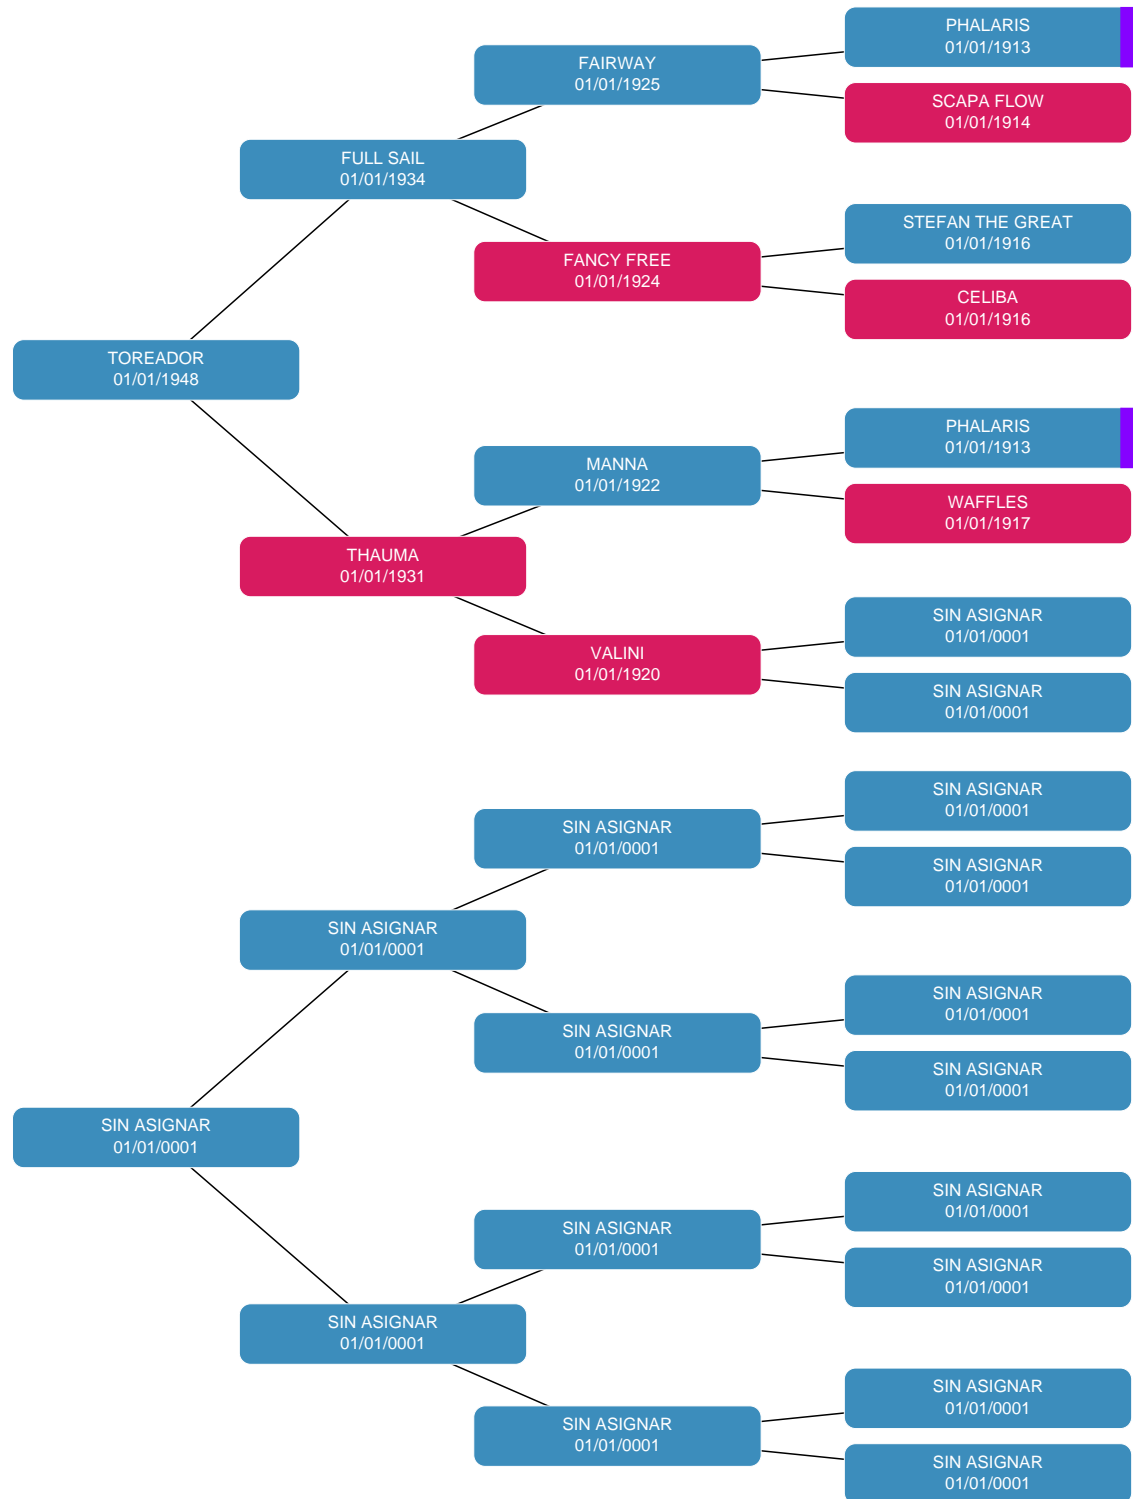 PHALARIS
01/01/1913
FAIRWAY
01/01/1925
SCAPA FLOW
01/01/1914
FULL SAIL
01/01/1934
STEFAN THE GREAT
01/01/1916
FANCY FREE
01/01/1924
CELIBA
01/01/1916
TOREADOR
01/01/1948
PHALARIS
01/01/1913
MANNA
01/01/1922
WAFFLES
01/01/1917
THAUMA
01/01/1931
SIN ASIGNAR
01/01/0001
VALINI
01/01/1920
SIN ASIGNAR
01/01/0001
SIN ASIGNAR
01/01/0001
SIN ASIGNAR
01/01/0001
SIN ASIGNAR
01/01/0001
SIN ASIGNAR
01/01/0001
SIN ASIGNAR
01/01/0001
SIN ASIGNAR
01/01/0001
SIN ASIGNAR
01/01/0001
SIN ASIGNAR
01/01/0001
SIN ASIGNAR
01/01/0001
SIN ASIGNAR
01/01/0001
SIN ASIGNAR
01/01/0001
SIN ASIGNAR
01/01/0001
SIN ASIGNAR
01/01/0001
SIN ASIGNAR
01/01/0001
SIN ASIGNAR
01/01/0001